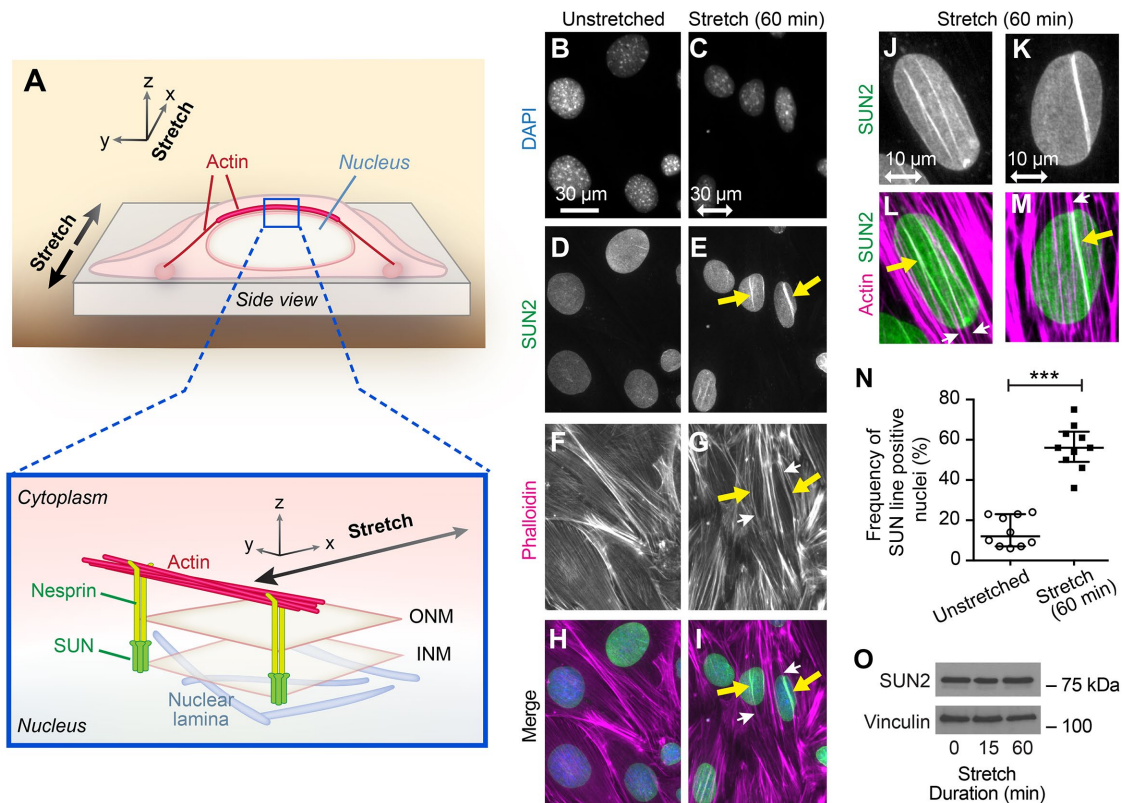 A
z
x
y
Stretch
Actin
Nucleus
Stretch
Side view
Cytoplasm
z
y
x
Stretch
Actin
Nesprin
ONM
SUN
INM
Nuclear
lamina
Nucleus
Unstretched
Stretch (60 min)
DAPI
B
C
30 µm
30 µm
SUN2
D
E
Phalloidin
F
G
Merge
H
I
Stretch (60 min)
SUN2
J
K
10 µm
10 µm
Actin SUN2
L
M
N
***
Frequency of
SUN line positive
nuclei (%)
80
60
40
20
0
Unstretched
Stretch
(60 min)
O
SUN2
– 75 kDa
Vinculin
– 100
0 15 60
Stretch
Duration (min)